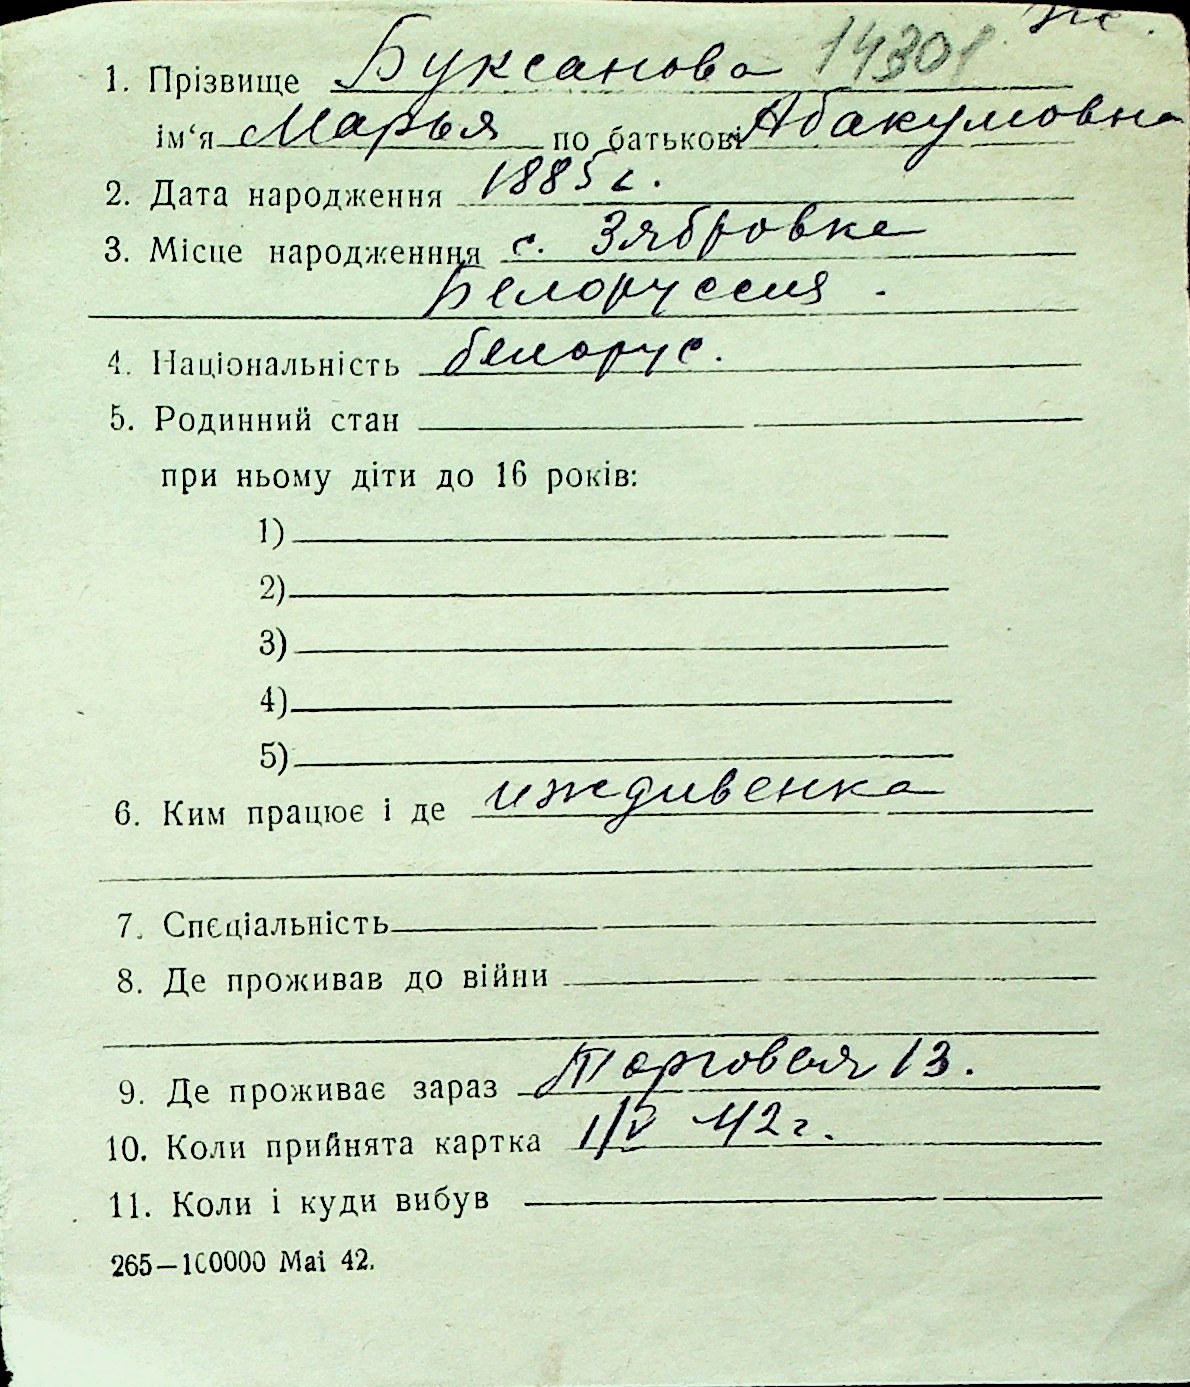 1. Прізвище Буксанова 14301
ім‘я Марья по батькові Абакумовна
2. Дата народження 1885 г.
3. Місце народженння с. Зябровка
Белоруссия.
4. Національність белорус.
5. Родинний стан
при ньому діти до 16 років:
1)
2)
3)
4)
5)
6. Ким працює і де иждивенка
7. Спєціальність
8. Де проживав до війни
9. Де проживає зараз Торговая 13.
10. Коли прийнята картка 1/V 42 г.
11. Коли і куди вибув
265—100000 Mai 42.